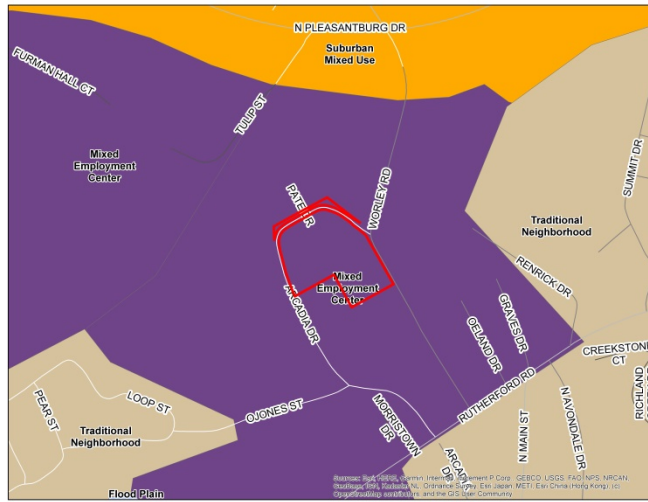 N PLEASANTBURG DR
Suburban
Mixed Use
FURMAN HALL CT
TULIP ST
SUMMIT DR
Mixed
Employment
Center
PATE DR
WORLEY RD
Traditional
Neighborhood
RENRICK DR
Mixed
Employment
Center
ARCADIA DR
GRAVES DR
OELAND DR
CREEKSTONE
CT
RUTHERFORD RD
RICHLAND
LOOP ST
PEAR ST
OJONES ST
MORRISTOWN
DR
N MAIN ST
N AVONDALE DR
Traditional
Neighborhood
Flood Plain